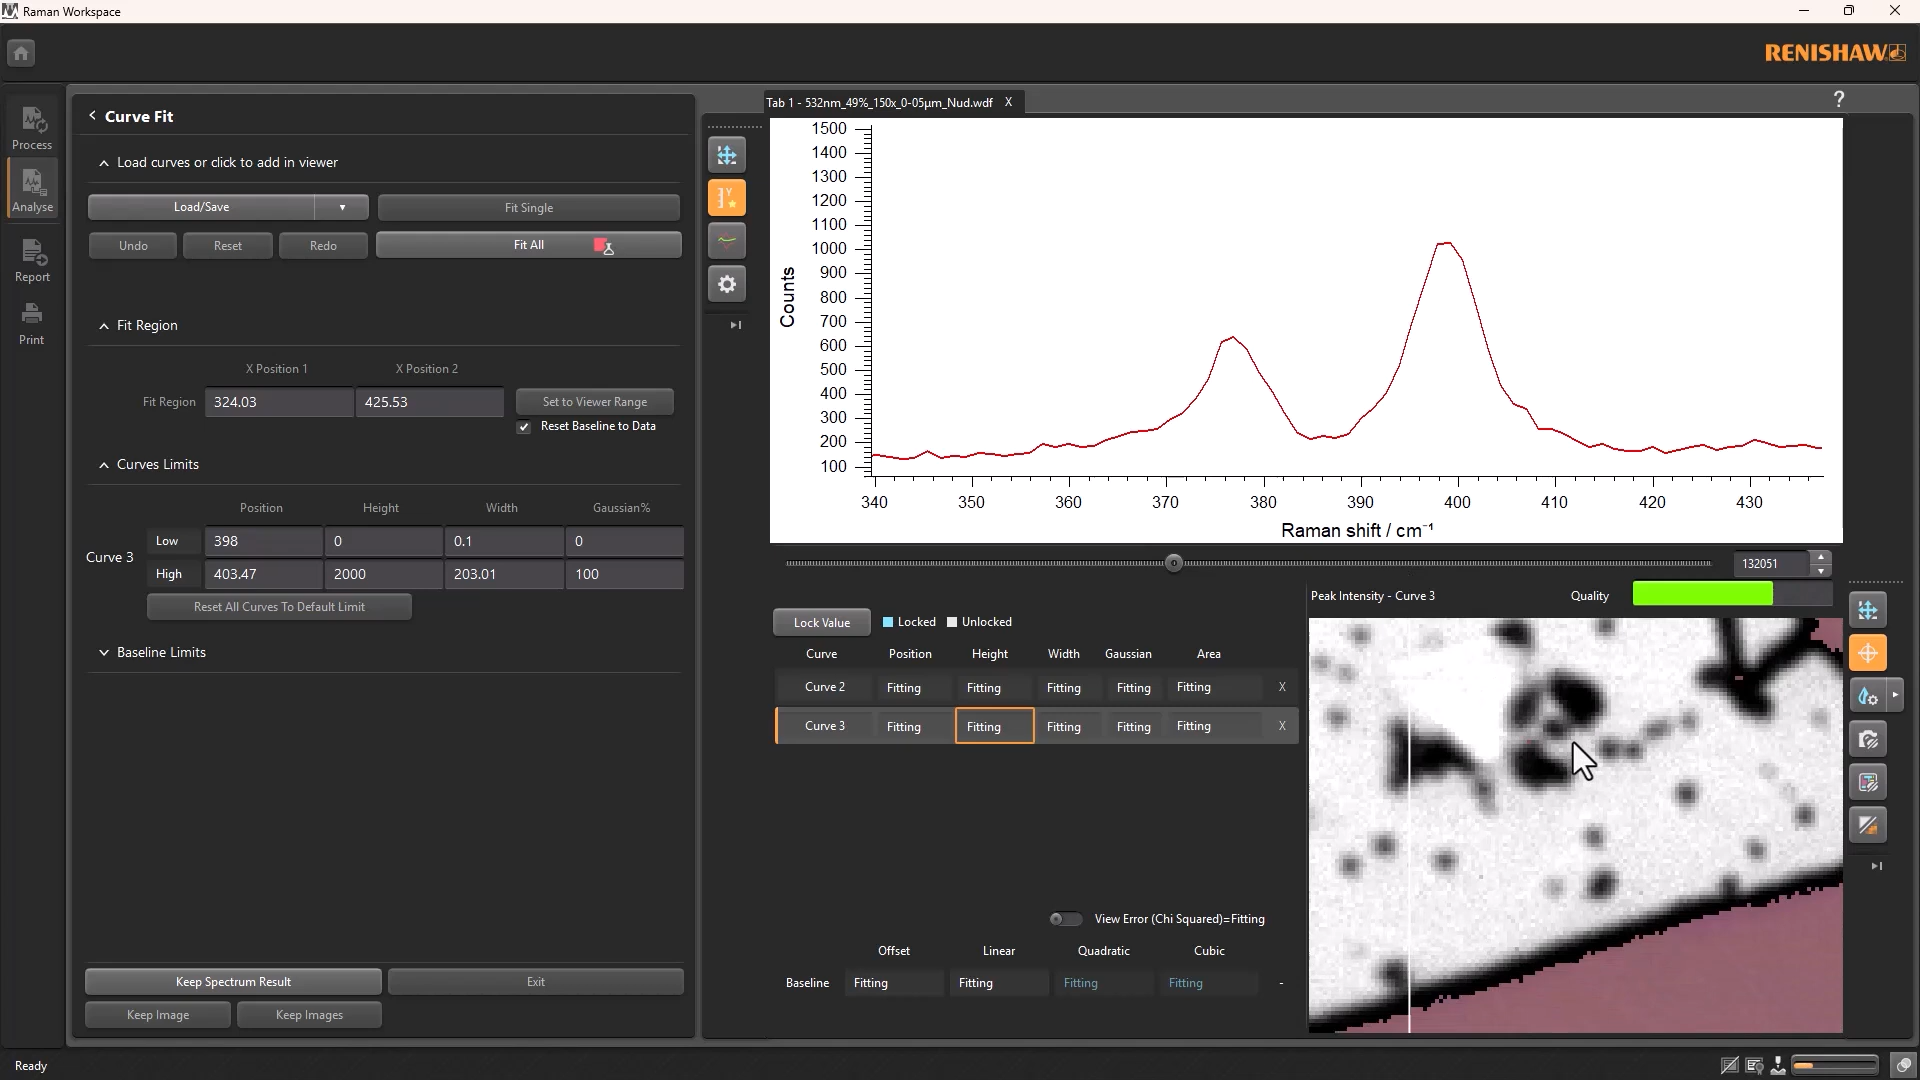 Raman Workspace
RENISHAW
Process
Analyse
Report
Print
Curve Fit
Load curves or click to add in viewer
Load/Save
Fit Single
Undo
Reset
Redo
Fit All
Fit Region
X Position 1
X Position 2
Fit Region
324.03
425.53
Set to Viewer Range
Reset Baseline to Data
Curves Limits
Position Height Width Gaussian%
Curve 3
Low 398 0 0.1 0
High 403.47 2000 203.01 100
Reset All Curves To Default Limit
Baseline Limits
Keep Spectrum Result
Exit
Keep Image
Keep Images
Tab 1 - 532nm_49%_150x_0-05µm_Nud.wdf X
?
Counts
1500
1400
1300
1200
1100
1000
900
800
700
600
500
400
300
200
100
340 350 360 370 380 390 400 410 420 430
Raman shift / cm⁻¹
132051
Lock Value
Locked
Unlocked
Curve Position Height Width Gaussian Area
Curve 2 Fitting Fitting Fitting Fitting Fitting X
Curve 3 Fitting Fitting Fitting Fitting Fitting X
View Error (Chi Squared)=Fitting
Offset Linear Quadratic Cubic
Baseline Fitting Fitting Fitting Fitting -
Peak Intensity - Curve 3
Quality
Ready